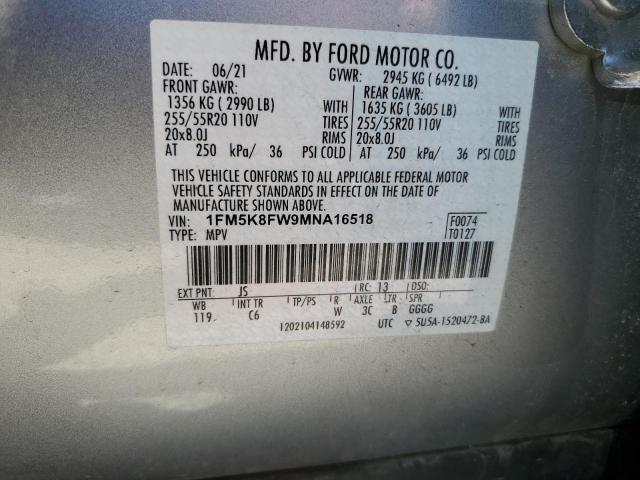 MFD. BY FORD MOTOR CO.
DATE: 06/21 GVWR: 2945 KG ( 6492 LB)
FRONT GAWR: REAR GAWR:
1356 KG ( 2990 LB) WITH 1635 KG ( 3605 LB) WITH
255/55R20 110V TIRES 255/55R20 110V TIRES
20x8.0J RIMS 20x8.0J RIMS
AT 250 kPa/ 36 PSI COLD AT 250 kPa/ 36 PSI COLD
THIS VEHICLE CONFORMS TO ALL APPLICABLE FEDERAL MOTOR
VEHICLE SAFETY STANDARDS IN EFFECT ON THE DATE OF
MANUFACTURE SHOWN ABOVE.
VIN: 1FM5K8FW9MNA16518 F0074
TYPE: MPV T0127
EXT PNT: JS RC: 13 DSO:
WB INT TR TP/PS R AXLE TR SPR
119 C6 W 3C B GGGG
1202104148592 UTC ▽ 5U5A-1520472-BA